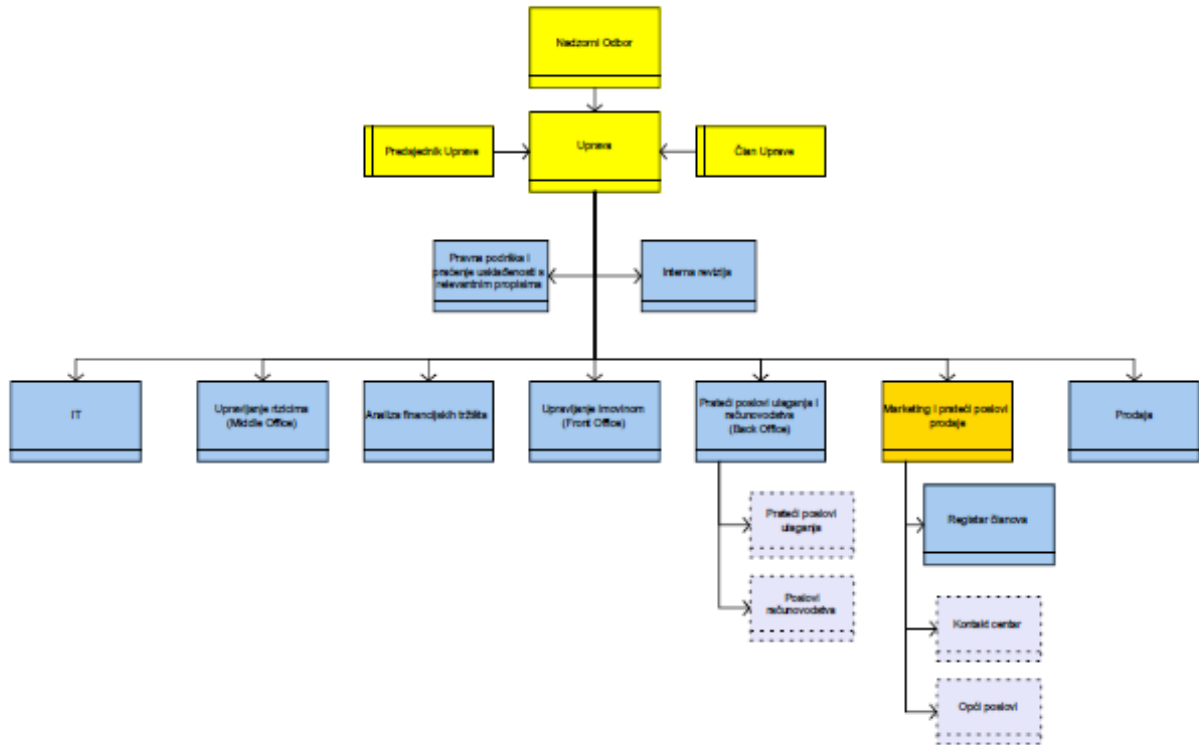 Nadzorni Odbor
Predsjednik Uprave
Uprava
Član Uprave
Pravna podrška i
praćenje usklađenosti s
relevantnim propisima
Interna revizija
IT
Upravljanje rizicima
(Middle Office)
Analiza financijskih tržišta
Upravljanje imovinom
(Front Office)
Prateći poslovi ulaganja i
računovodstva
(Back Office)
Marketing i prateći poslovi
prodaje
Prodaja
Prateći poslovi
ulaganja
Registar članova
Poslovi
računovodstva
Kontakt centar
Opći poslovi